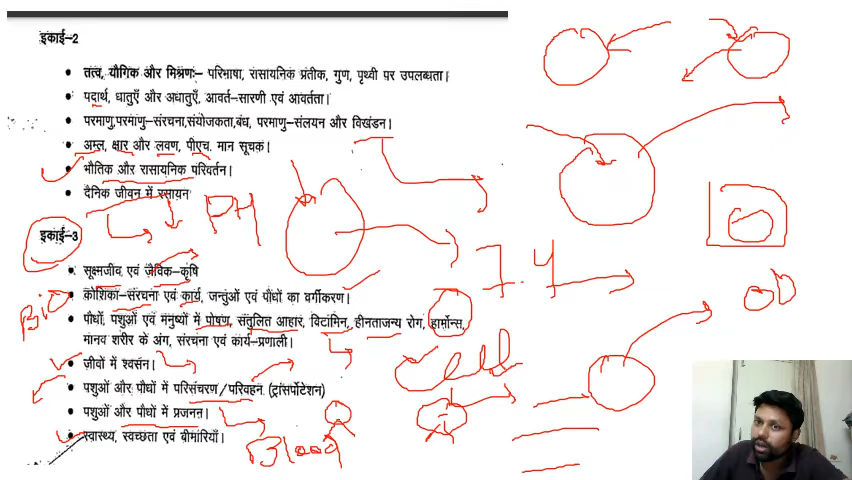 इकाई-2
• तत्व, यौगिक और मिश्रणः- परिभाषा, रासायनिक प्रतीक, गुण, पृथ्वी पर उपलब्धता।
• पदार्थ, धातुएँ और अधातुएँ, आवर्त-सारणी एवं आवर्तता।
• परमाणु,परमाणु-संरचना,संयोजकता,बंध, परमाणु-संलयन और विखंडन।
• अम्ल, क्षार और लवण, पीएच. मान सूचक।
• भौतिक और रासायनिक परिवर्तन।
• दैनिक जीवन में रसायन
PH
इकाई-3
7.4
• सूक्ष्मजीव एवं जैविक-कृषि
• कोशिका-संरचना एवं कार्य, जन्तुओं एवं पौधों का वर्गीकरण।
Bio
• पौधों, पशुओं एवं मनुष्यों में पोषण, संतुलित आहार, विटामिन, हीनताजन्य रोग, हार्मोन्स,
मानव शरीर के अंग, संरचना एवं कार्य-प्रणाली।
• जीवों में श्वसन।
Cell
• पशुओं और पौधों में परिसंचरण/परिवहन (ट्रांसर्पोटेशन)
• पशुओं और पौधों में प्रजनन।
• स्वास्थ्य, स्वच्छता एवं बीमारियाँ।
Blood